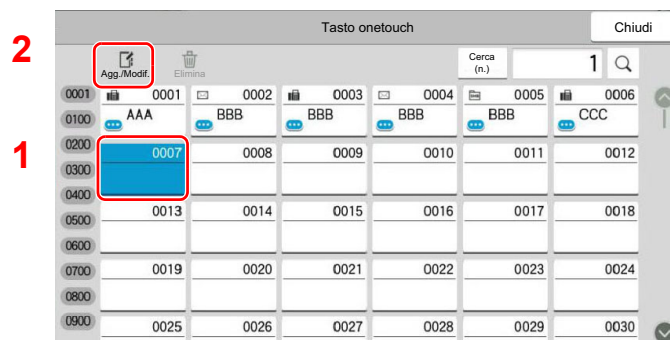 Tasto onetouch
Chiudi
2
Agg./Modif.
Elimina
Cerca
(n.)
1
0001
0100
0200
0300
0400
0500
0600
0700
0800
0900
1
0001 0002 0003 0004 0005 0006
AAA BBB BBB BBB BBB CCC
0007 0008 0009 0010 0011 0012
0013 0014 0015 0016 0017 0018
0019 0020 0021 0022 0023 0024
0025 0026 0027 0028 0029 0030